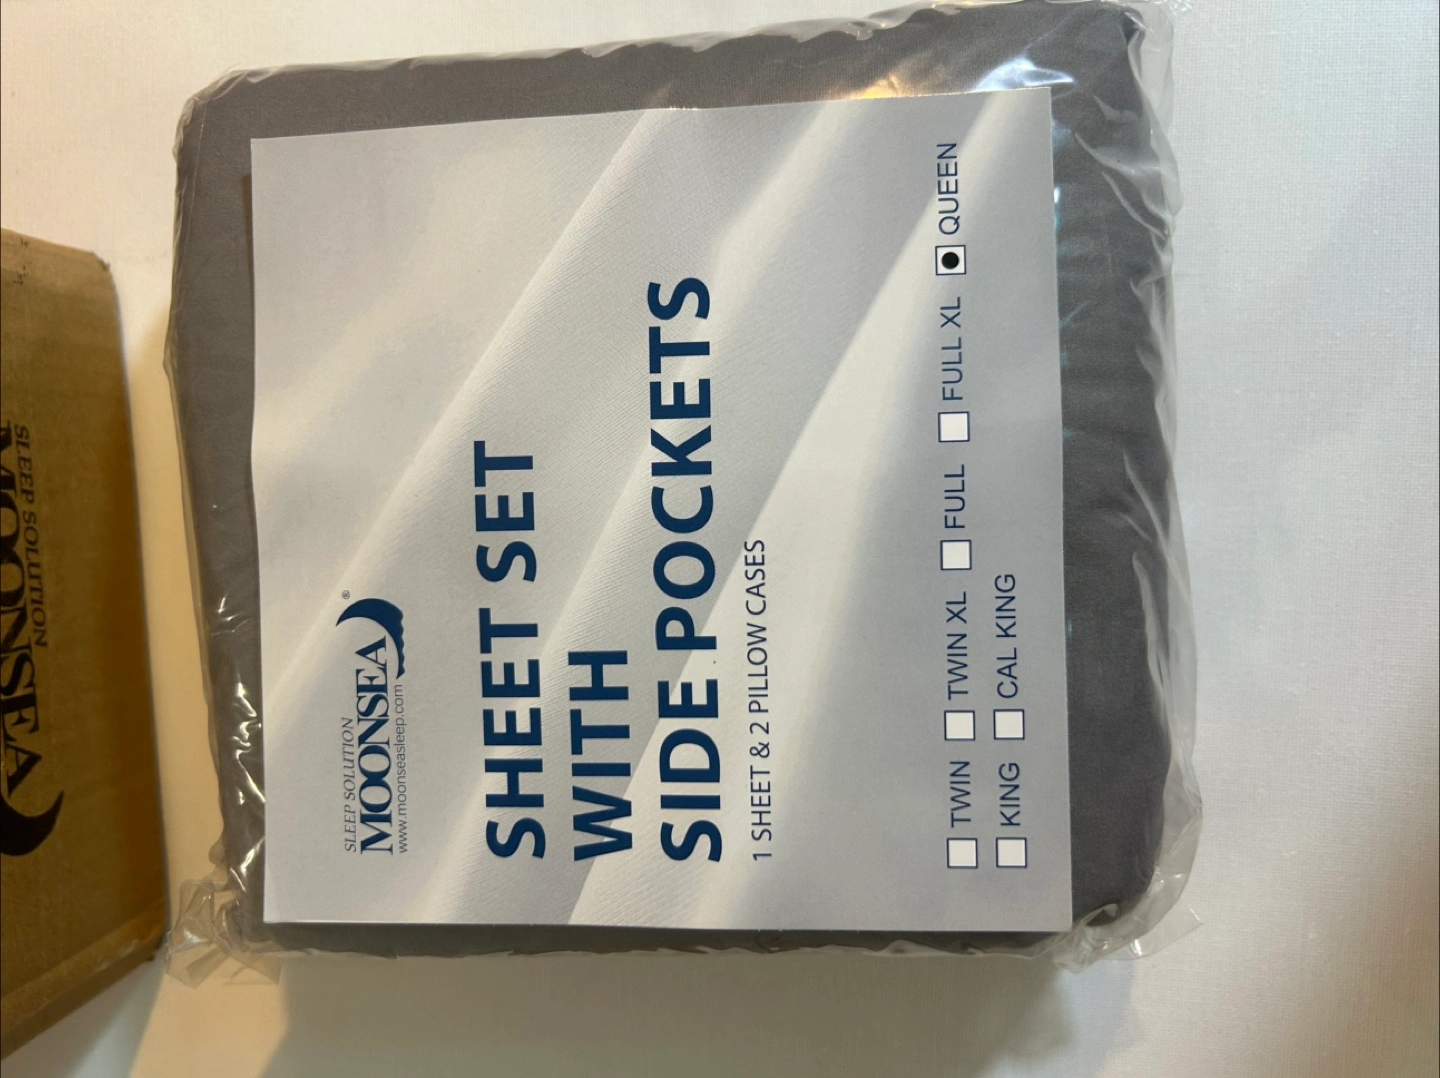 SLEEP SOLUTION
MOONSEA®
www.moonseasleep.com
SHEET SET
WITH
SIDE POCKETS
1 SHEET & 2 PILLOW CASES
TWIN TWIN XL FULL FULL XL QUEEN
KING CAL KING
SLEEP SOLUTION
MOONSEA